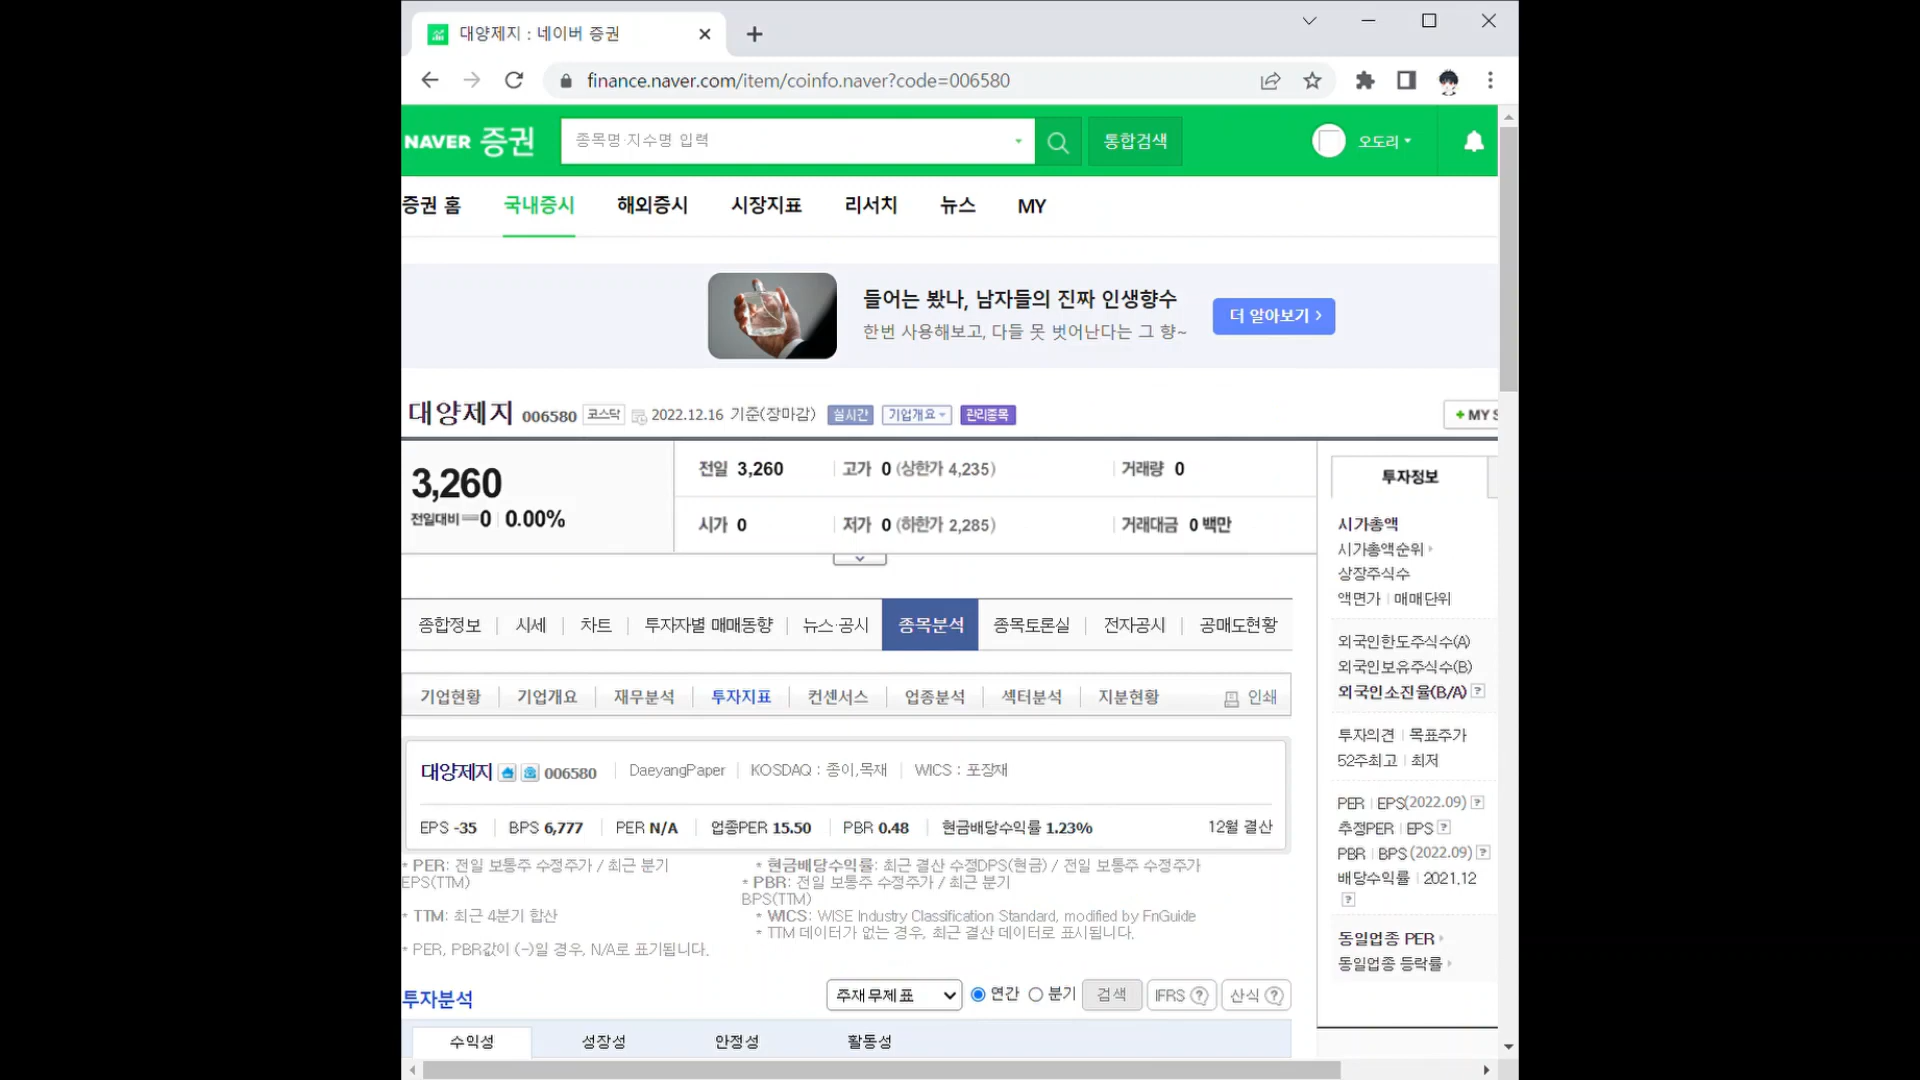 대양제지 : 네이버 증권
finance.naver.com/item/coinfo.naver?code=006580
NAVER 증권 종목명·지수명 입력 통합검색 오도리
증권 홈 국내증시 해외증시 시장지표 리서치 뉴스 MY
들어는 봤나, 남자들의 진짜 인생향수
한번 사용해보고, 다들 못 벗어난다는 그 향~
더 알아보기 >
대양제지 006580 코스닥 2022.12.16 기준(장마감) 실시간 기업개요 관리종목 + MY S
3,260
전일대비 0 0.00%
전일 3,260 고가 0 (상한가 4,235) 거래량 0
시가 0 저가 0 (하한가 2,285) 거래대금 0 백만
종합정보 시세 차트 투자자별 매매동향 뉴스·공시 종목분석 종목토론실 전자공시 공매도현황
기업현황 기업개요 재무분석 투자지표 컨센서스 업종분석 섹터분석 지분현황 인쇄
대양제지 006580 DaeyangPaper KOSDAQ : 종이,목재 WICS : 포장재
EPS -35 BPS 6,777 PER N/A 업종PER 15.50 PBR 0.48 현금배당수익률 1.23% 12월 결산
* PER: 전일 보통주 수정주가 / 최근 분기
EPS(TTM)
* TTM: 최근 4분기 합산
* PER, PBR값이 (-)일 경우, N/A로 표기됩니다.
* 현금배당수익률: 최근 결산 수정DPS(현금) / 전일 보통주 수정주가
* PBR: 전일 보통주 수정주가 / 최근 분기
BPS(TTM)
* WICS: WISE Industry Classification Standard, modified by FnGuide
* TTM 데이터가 없는 경우, 최근 결산 데이터로 표시됩니다.
투자분석 주재무제표 연간 분기 검색 IFRS ? 산식 ?
수익성 성장성 안정성 활동성
투자정보
시가총액
시가총액순위
상장주식수
액면가 매매단위
외국인한도주식수(A)
외국인보유주식수(B)
외국인소진율(B/A) ?
투자의견 목표주가
52주최고 최저
PER EPS(2022.09) ?
추정PER EPS ?
PBR BPS (2022.09) ?
배당수익률 2021.12
?
동일업종 PER
동일업종 등락률